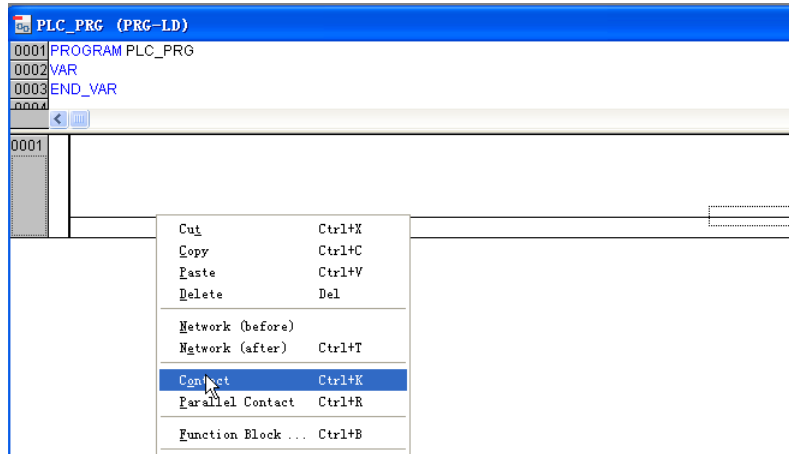 PLC_PRG (PRG-LD)
0001 PROGRAM PLC_PRG
0002 VAR
0003 END_VAR
0004
0001
Cut Ctrl+X
Copy Ctrl+C
Paste Ctrl+V
Delete Del
Network (before)
Network (after) Ctrl+T
Contact Ctrl+K
Parallel Contact Ctrl+R
Function Block ... Ctrl+B